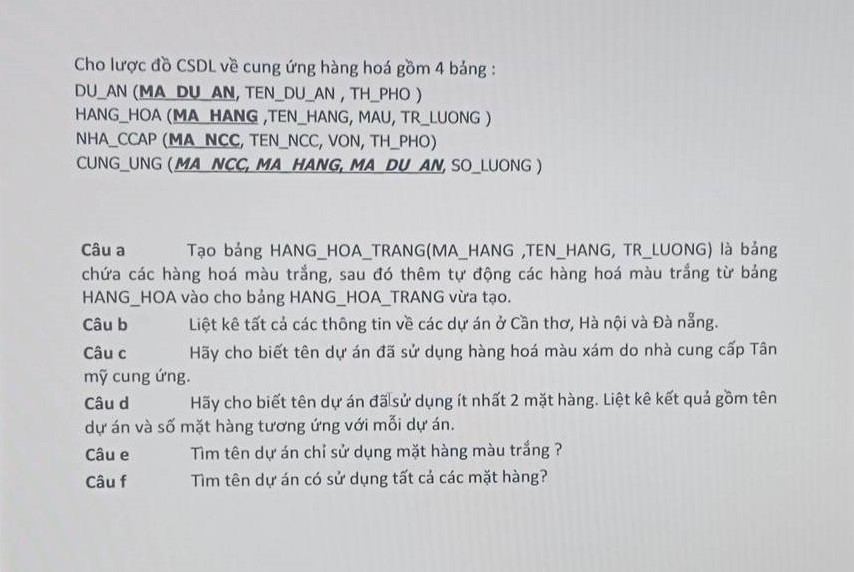 Cho lược đồ CSDL về cung ứng hàng hoá gồm 4 bảng :
DU_AN (MA_DU_AN, TEN_DU_AN , TH_PHO )
HANG_HOA (MA_HANG ,TEN_HANG, MAU, TR_LUONG )
NHA_CCAP (MA_NCC, TEN_NCC, VON, TH_PHO)
CUNG_UNG (MA_NCC, MA_HANG, MA_DU_AN, SO_LUONG )
Câu a Tạo bảng HANG_HOA_TRANG(MA_HANG ,TEN_HANG, TR_LUONG) là bảng
chứa các hàng hoá màu trắng, sau đó thêm tự động các hàng hoá màu trắng từ bảng
HANG_HOA vào cho bảng HANG_HOA_TRANG vừa tạo.
Câu b Liệt kê tất cả các thông tin về các dự án ở Cần thơ, Hà nội và Đà nẵng.
Câu c Hãy cho biết tên dự án đã sử dụng hàng hoá màu xám do nhà cung cấp Tân
mỹ cung ứng.
Câu d Hãy cho biết tên dự án đã sử dụng ít nhất 2 mặt hàng. Liệt kê kết quả gồm tên
dự án và số mặt hàng tương ứng với mỗi dự án.
Câu e Tìm tên dự án chỉ sử dụng mặt hàng màu trắng ?
Câu f Tìm tên dự án có sử dụng tất cả các mặt hàng?